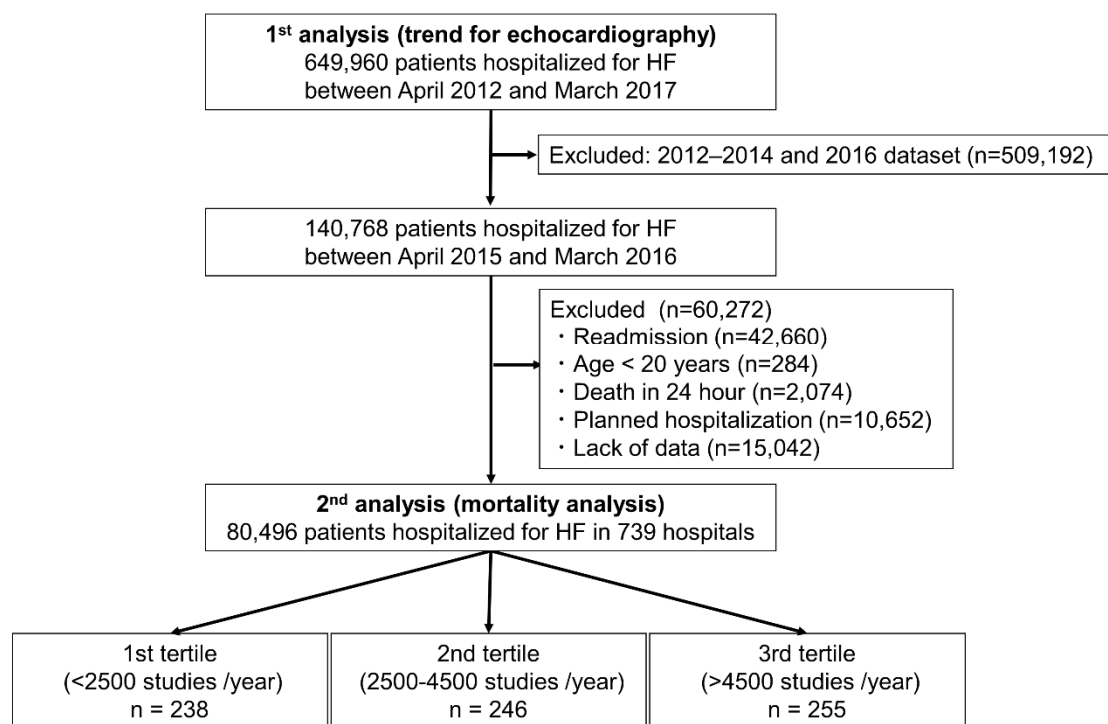 1st analysis (trend for echocardiography)
649,960 patients hospitalized for HF
between April 2012 and March 2017
Excluded: 2012–2014 and 2016 dataset (n=509,192)
140,768 patients hospitalized for HF
between April 2015 and March 2016
Excluded (n=60,272)
・Readmission (n=42,660)
・Age < 20 years (n=284)
・Death in 24 hour (n=2,074)
・Planned hospitalization (n=10,652)
・Lack of data (n=15,042)
2nd analysis (mortality analysis)
80,496 patients hospitalized for HF in 739 hospitals
1st tertile
(<2500 studies /year)
n = 238
2nd tertile
(2500-4500 studies /year)
n = 246
3rd tertile
(>4500 studies /year)
n = 255